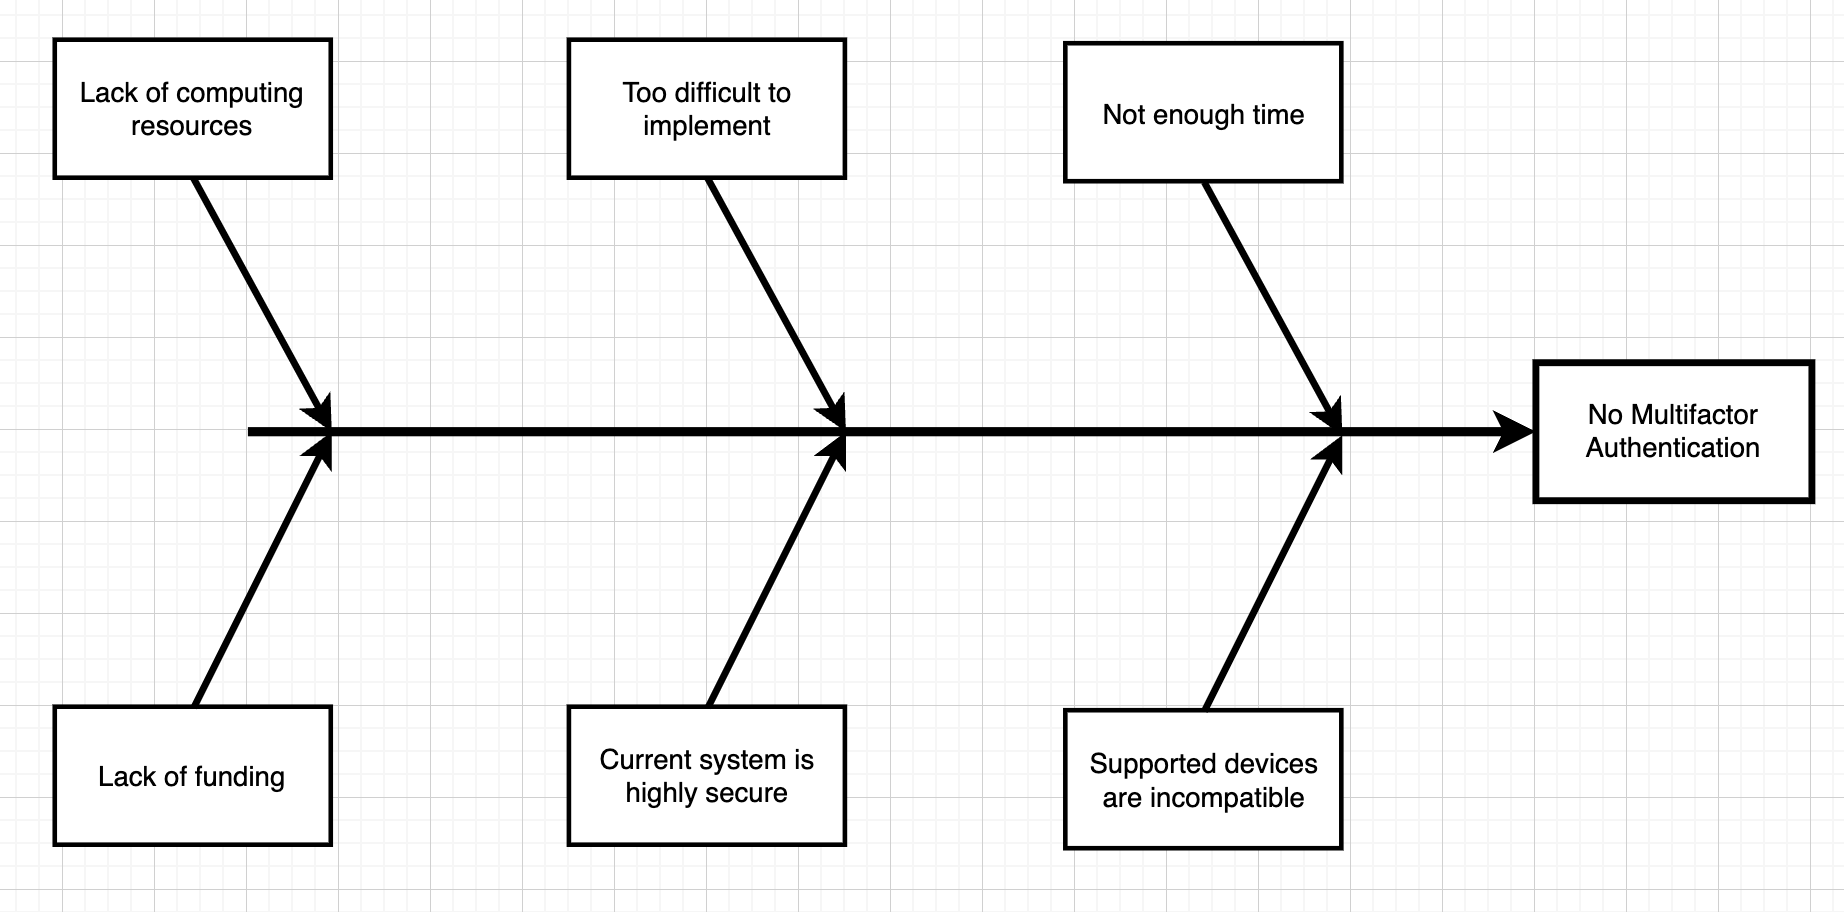 Lack of computing
resources
Too difficult to
implement
Not enough time
No Multifactor
Authentication
Lack of funding
Current system is
highly secure
Supported devices
are incompatible